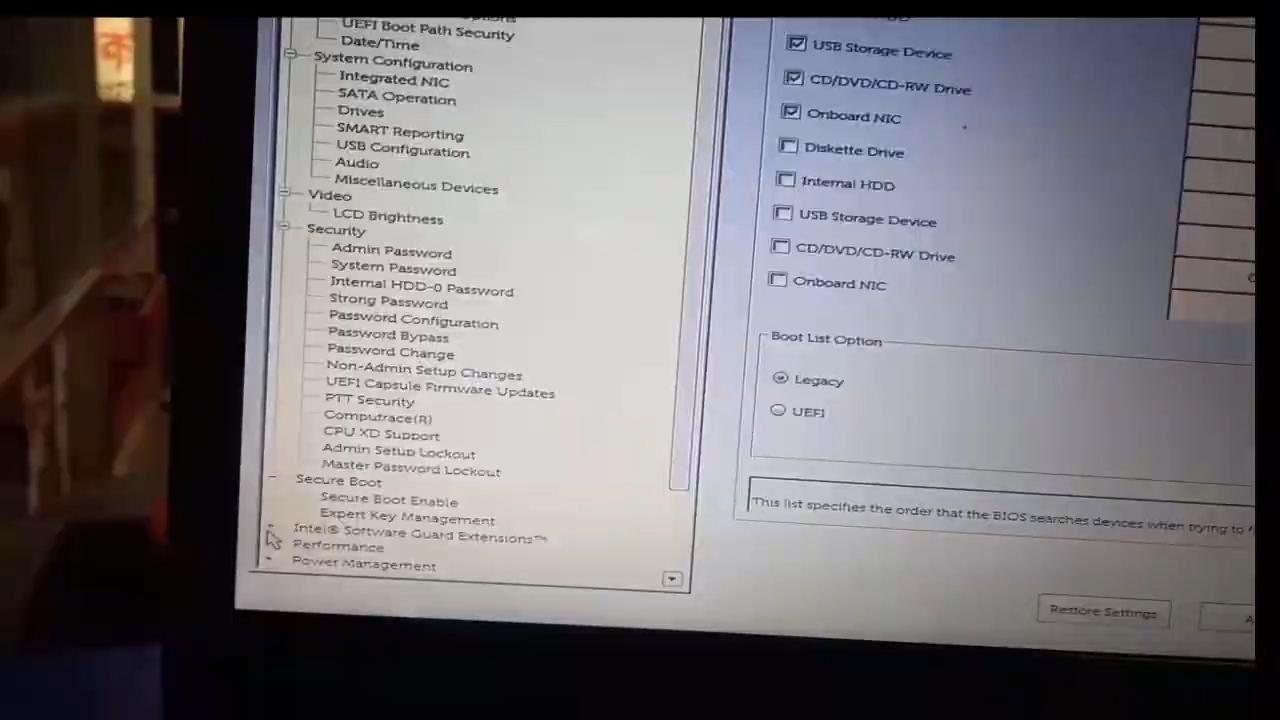 क
UEFI Boot Path Security
Date/Time
System Configuration
Integrated NIC
SATA Operation
Drives
SMART Reporting
USB Configuration
Audio
Miscellaneous Devices
Video
LCD Brightness
Security
Admin Password
System Password
Internal HDD-0 Password
Strong Password
Password Configuration
Password Bypass
Password Change
Non-Admin Setup Changes
UEFI Capsule Firmware Updates
PTT Security
Computrace(R)
CPU XD Support
Admin Setup Lockout
Master Password Lockout
Secure Boot
Secure Boot Enable
Expert Key Management
Intel® Software Guard Extensions™
Performance
Power Management
USB Storage Device
CD/DVD/CD-RW Drive
Onboard NIC
Diskette Drive
Internal HDD
USB Storage Device
CD/DVD/CD-RW Drive
Onboard NIC
Boot List Option
Legacy
UEFI
This list specifies the order that the BIOS searches devices when trying to
Restore Settings